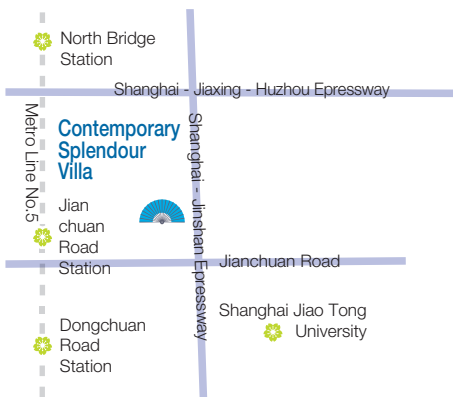 North Bridge
Station
Shanghai - Jiaxing - Huzhou Epressway
Metro Line No.5
Contemporary
Splendour
Villa
Shanghai - Jinshan Epressway
Jian
chuan
Road
Station
Jianchuan Road
Shanghai Jiao Tong
University
Dongchuan
Road
Station